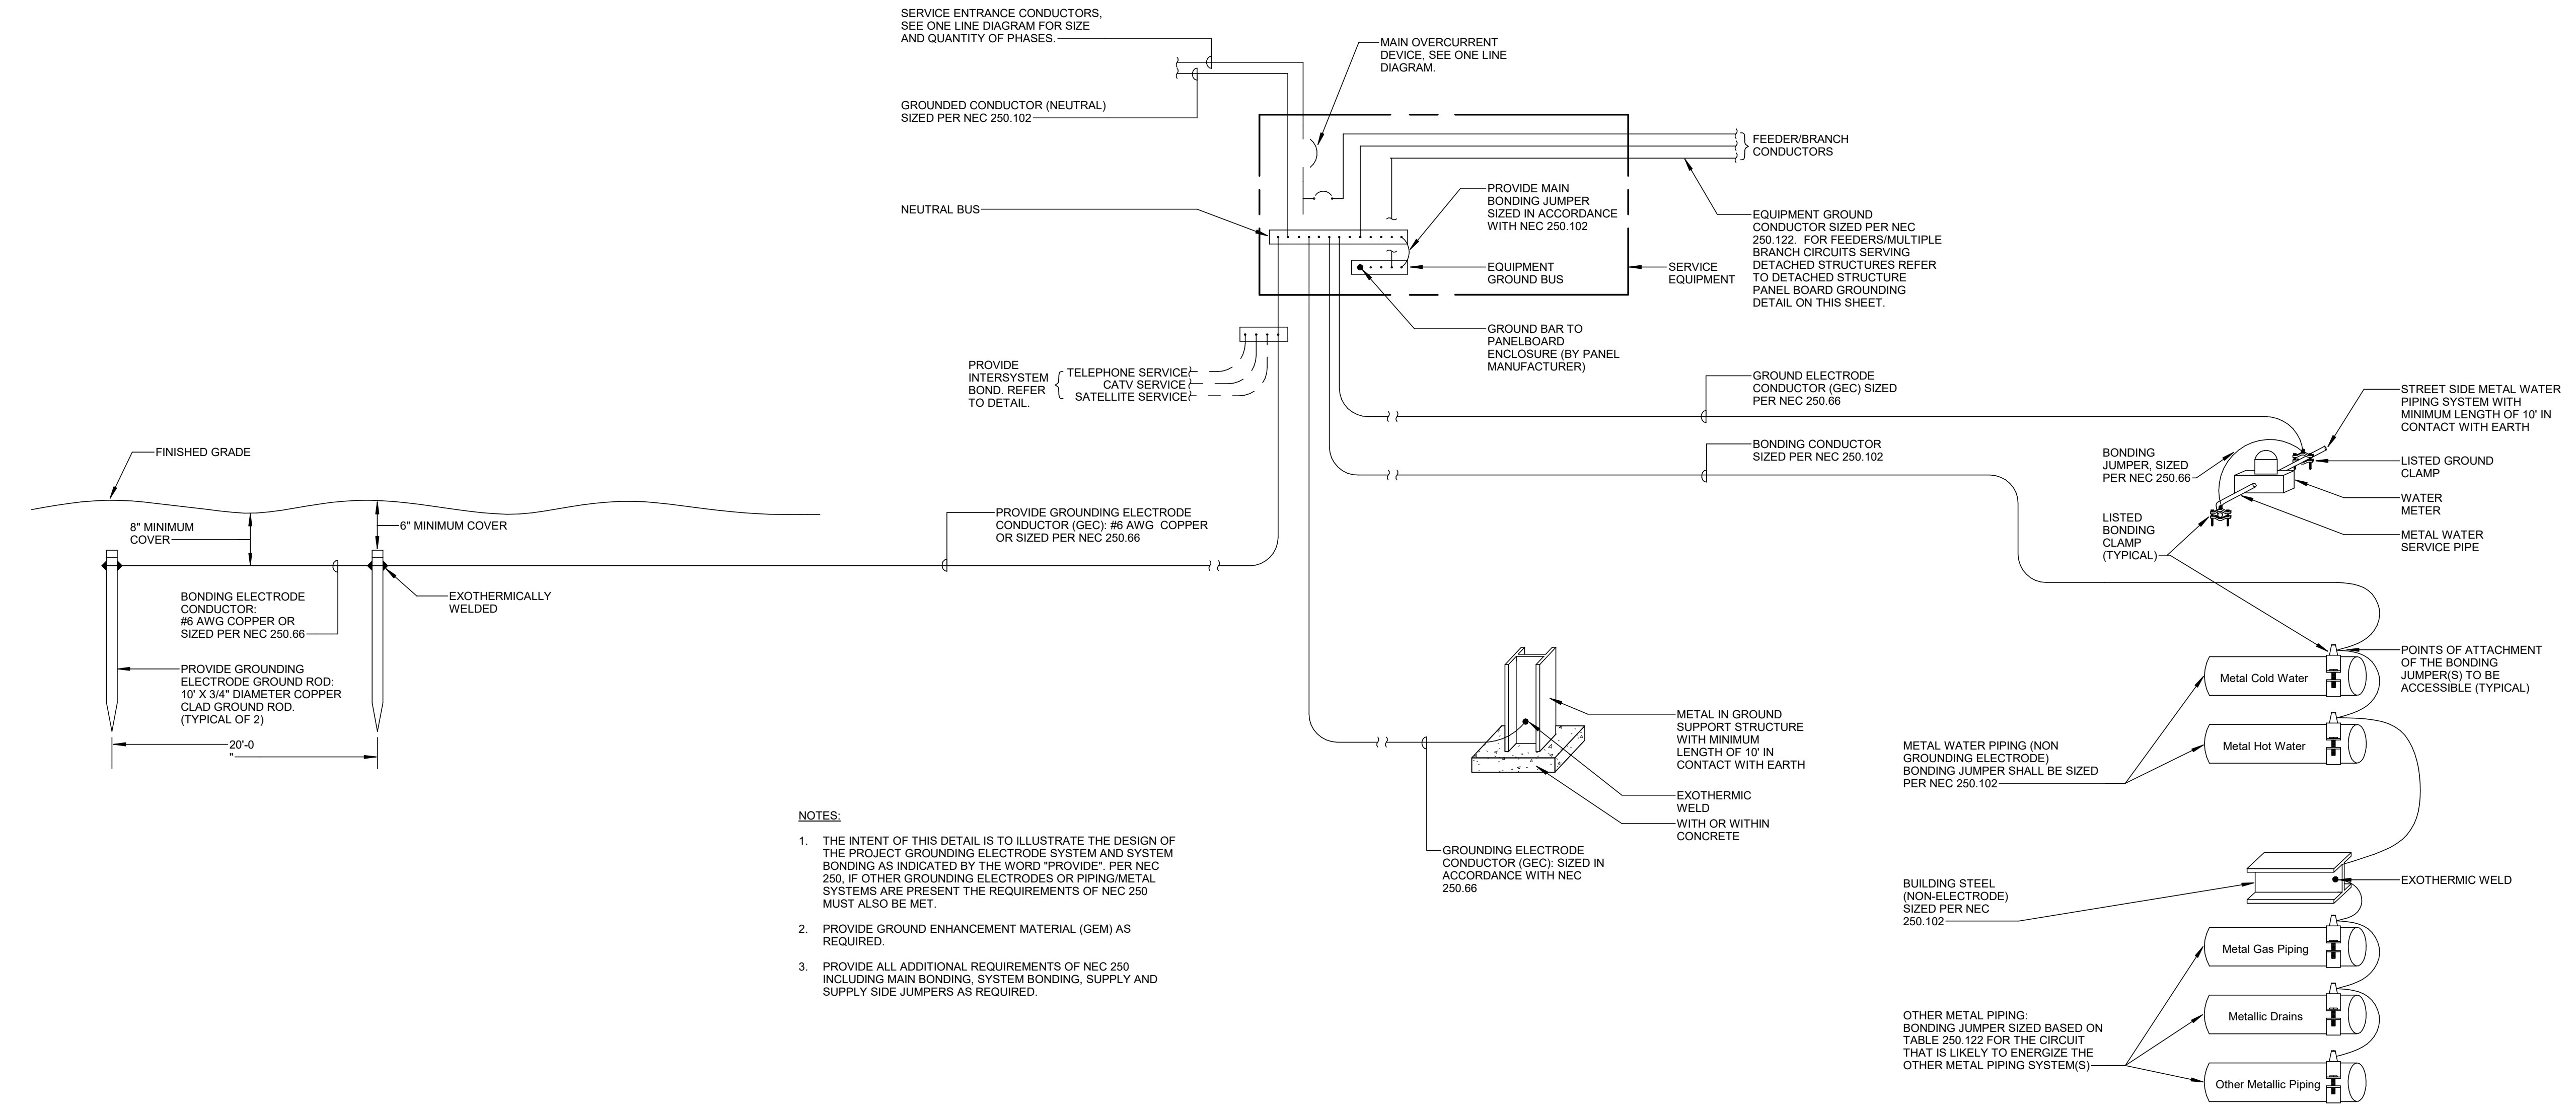 SERVICE ENTRANCE CONDUCTORS,
SEE ONE LINE DIAGRAM FOR SIZE
AND QUANTITY OF PHASES.
MAIN OVERCURRENT
DEVICE, SEE ONE LINE
DIAGRAM.
GROUNDED CONDUCTOR (NEUTRAL)
SIZED PER NEC 250.102
FEEDER/BRANCH
CONDUCTORS
NEUTRAL BUS
PROVIDE MAIN
BONDING JUMPER
SIZED IN ACCORDANCE
WITH NEC 250.102
EQUIPMENT
GROUND BUS
SERVICE
EQUIPMENT
EQUIPMENT GROUND
CONDUCTOR SIZED PER NEC
250.122. FOR FEEDERS/MULTIPLE
BRANCH CIRCUITS SERVING
DETACHED STRUCTURES REFER
TO DETACHED STRUCTURE
PANEL BOARD GROUNDING
DETAIL ON THIS SHEET.
GROUND BAR TO
PANELBOARD
ENCLOSURE (BY PANEL
MANUFACTURER)
PROVIDE
INTERSYSTEM
BOND. REFER
TO DETAIL.
TELEPHONE SERVICE
CATV SERVICE
SATELLITE SERVICE
GROUND ELECTRODE
CONDUCTOR (GEC) SIZED
PER NEC 250.66
STREET SIDE METAL WATER
PIPING SYSTEM WITH
MINIMUM LENGTH OF 10' IN
CONTACT WITH EARTH
FINISHED GRADE
BONDING CONDUCTOR
SIZED PER NEC 250.102
BONDING
JUMPER, SIZED
PER NEC 250.66
LISTED GROUND
CLAMP
WATER
METER
8" MINIMUM
COVER
6" MINIMUM COVER
PROVIDE GROUNDING ELECTRODE
CONDUCTOR (GEC): #6 AWG COPPER
OR SIZED PER NEC 250.66
LISTED
BONDING
CLAMP
(TYPICAL)
METAL WATER
SERVICE PIPE
BONDING ELECTRODE
CONDUCTOR:
#6 AWG COPPER OR
SIZED PER NEC 250.66
EXOTHERMICALLY
WELDED
PROVIDE GROUNDING
ELECTRODE GROUND ROD:
10' X 3/4" DIAMETER COPPER
CLAD GROUND ROD.
(TYPICAL OF 2)
20'-0
"
METAL IN GROUND
SUPPORT STRUCTURE
WITH MINIMUM
LENGTH OF 10' IN
CONTACT WITH EARTH
EXOTHERMIC
WELD
WITH OR WITHIN
CONCRETE
GROUNDING ELECTRODE
CONDUCTOR (GEC): SIZED IN
ACCORDANCE WITH NEC
250.66
POINTS OF ATTACHMENT
OF THE BONDING
JUMPER(S) TO BE
ACCESSIBLE (TYPICAL)
Metal Cold Water
Metal Hot Water
METAL WATER PIPING (NON
GROUNDING ELECTRODE)
BONDING JUMPER SHALL BE SIZED
PER NEC 250.102
BUILDING STEEL
(NON-ELECTRODE)
SIZED PER NEC
250.102
EXOTHERMIC WELD
Metal Gas Piping
Metallic Drains
Other Metallic Piping
OTHER METAL PIPING:
BONDING JUMPER SIZED BASED ON
TABLE 250.122 FOR THE CIRCUIT
THAT IS LIKELY TO ENERGIZE THE
OTHER METAL PIPING SYSTEM(S)
NOTES:
1. THE INTENT OF THIS DETAIL IS TO ILLUSTRATE THE DESIGN OF
THE PROJECT GROUNDING ELECTRODE SYSTEM AND SYSTEM
BONDING AS INDICATED BY THE WORD "PROVIDE". PER NEC
250, IF OTHER GROUNDING ELECTRODES OR PIPING/METAL
SYSTEMS ARE PRESENT THE REQUIREMENTS OF NEC 250
MUST ALSO BE MET.
2. PROVIDE GROUND ENHANCEMENT MATERIAL (GEM) AS
REQUIRED.
3. PROVIDE ALL ADDITIONAL REQUIREMENTS OF NEC 250
INCLUDING MAIN BONDING, SYSTEM BONDING, SUPPLY AND
SUPPLY SIDE JUMPERS AS REQUIRED.